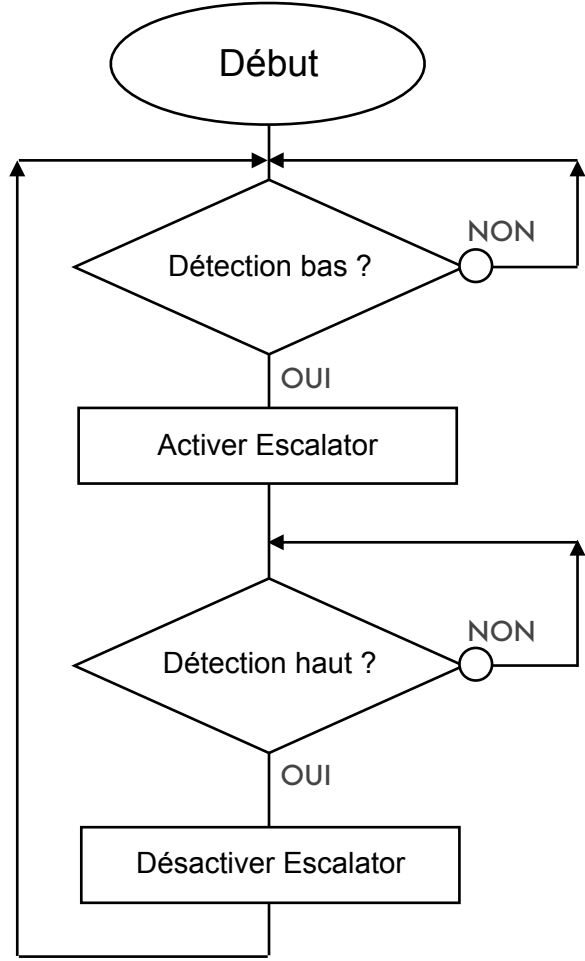 Début
NON
Détection bas ?
OUI
Activer Escalator
NON
Détection haut ?
OUI
Désactiver Escalator